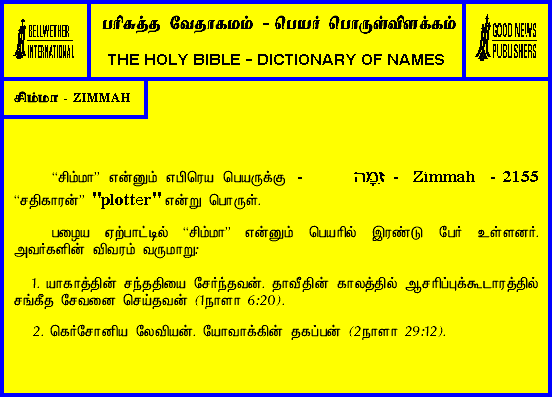 BELLWETHER
INTERNATIONAL
பரிசுத்த வேதாகமம் - பெயர் பொருள்விளக்கம்
THE HOLY BIBLE - DICTIONARY OF NAMES
GOOD NEWS
PUBLISHERS
சிம்மா - ZIMMAH
“சிம்மா” என்னும் எபிரெய பெயருக்கு - זִמָּה - Zimmah - 2155
“சதிகாரன்” "plotter" என்று பொருள்.
பழைய ஏற்பாட்டில் “சிம்மா” என்னும் பெயரில் இரண்டு பேர் உள்ளனர்.
அவர்களின் விவரம் வருமாறு:
1. யாகாத்தின் சந்ததியை சேர்ந்தவன். தாவீதின் காலத்தில் ஆசரிப்புக்கூடாரத்தில்
சங்கீத சேவனை செய்தவன் (1நாளா 6:20).
2. கெர்சோனிய லேவியன். யோவாக்கின் தகப்பன் (2நாளா 29:12).